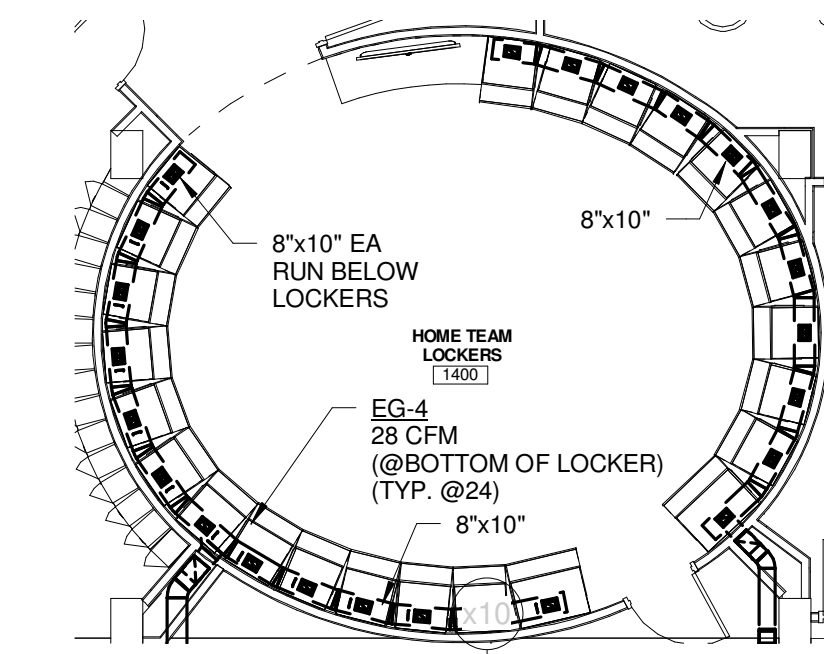 8"x10" EA
RUN BELOW
LOCKERS
8"x10"
HOME TEAM
LOCKERS
1400
EG-4
28 CFM
(@BOTTOM OF LOCKER)
(TYP. @24)
8"x10"
x10